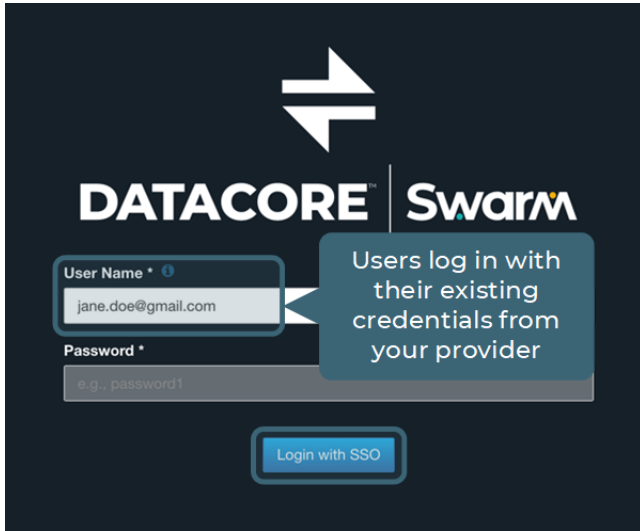 DATACORE™ | Swarm
User Name *
jane.doe@gmail.com
Users log in with
their existing
credentials from
your provider
Password *
e.g., password1
Login with SSO